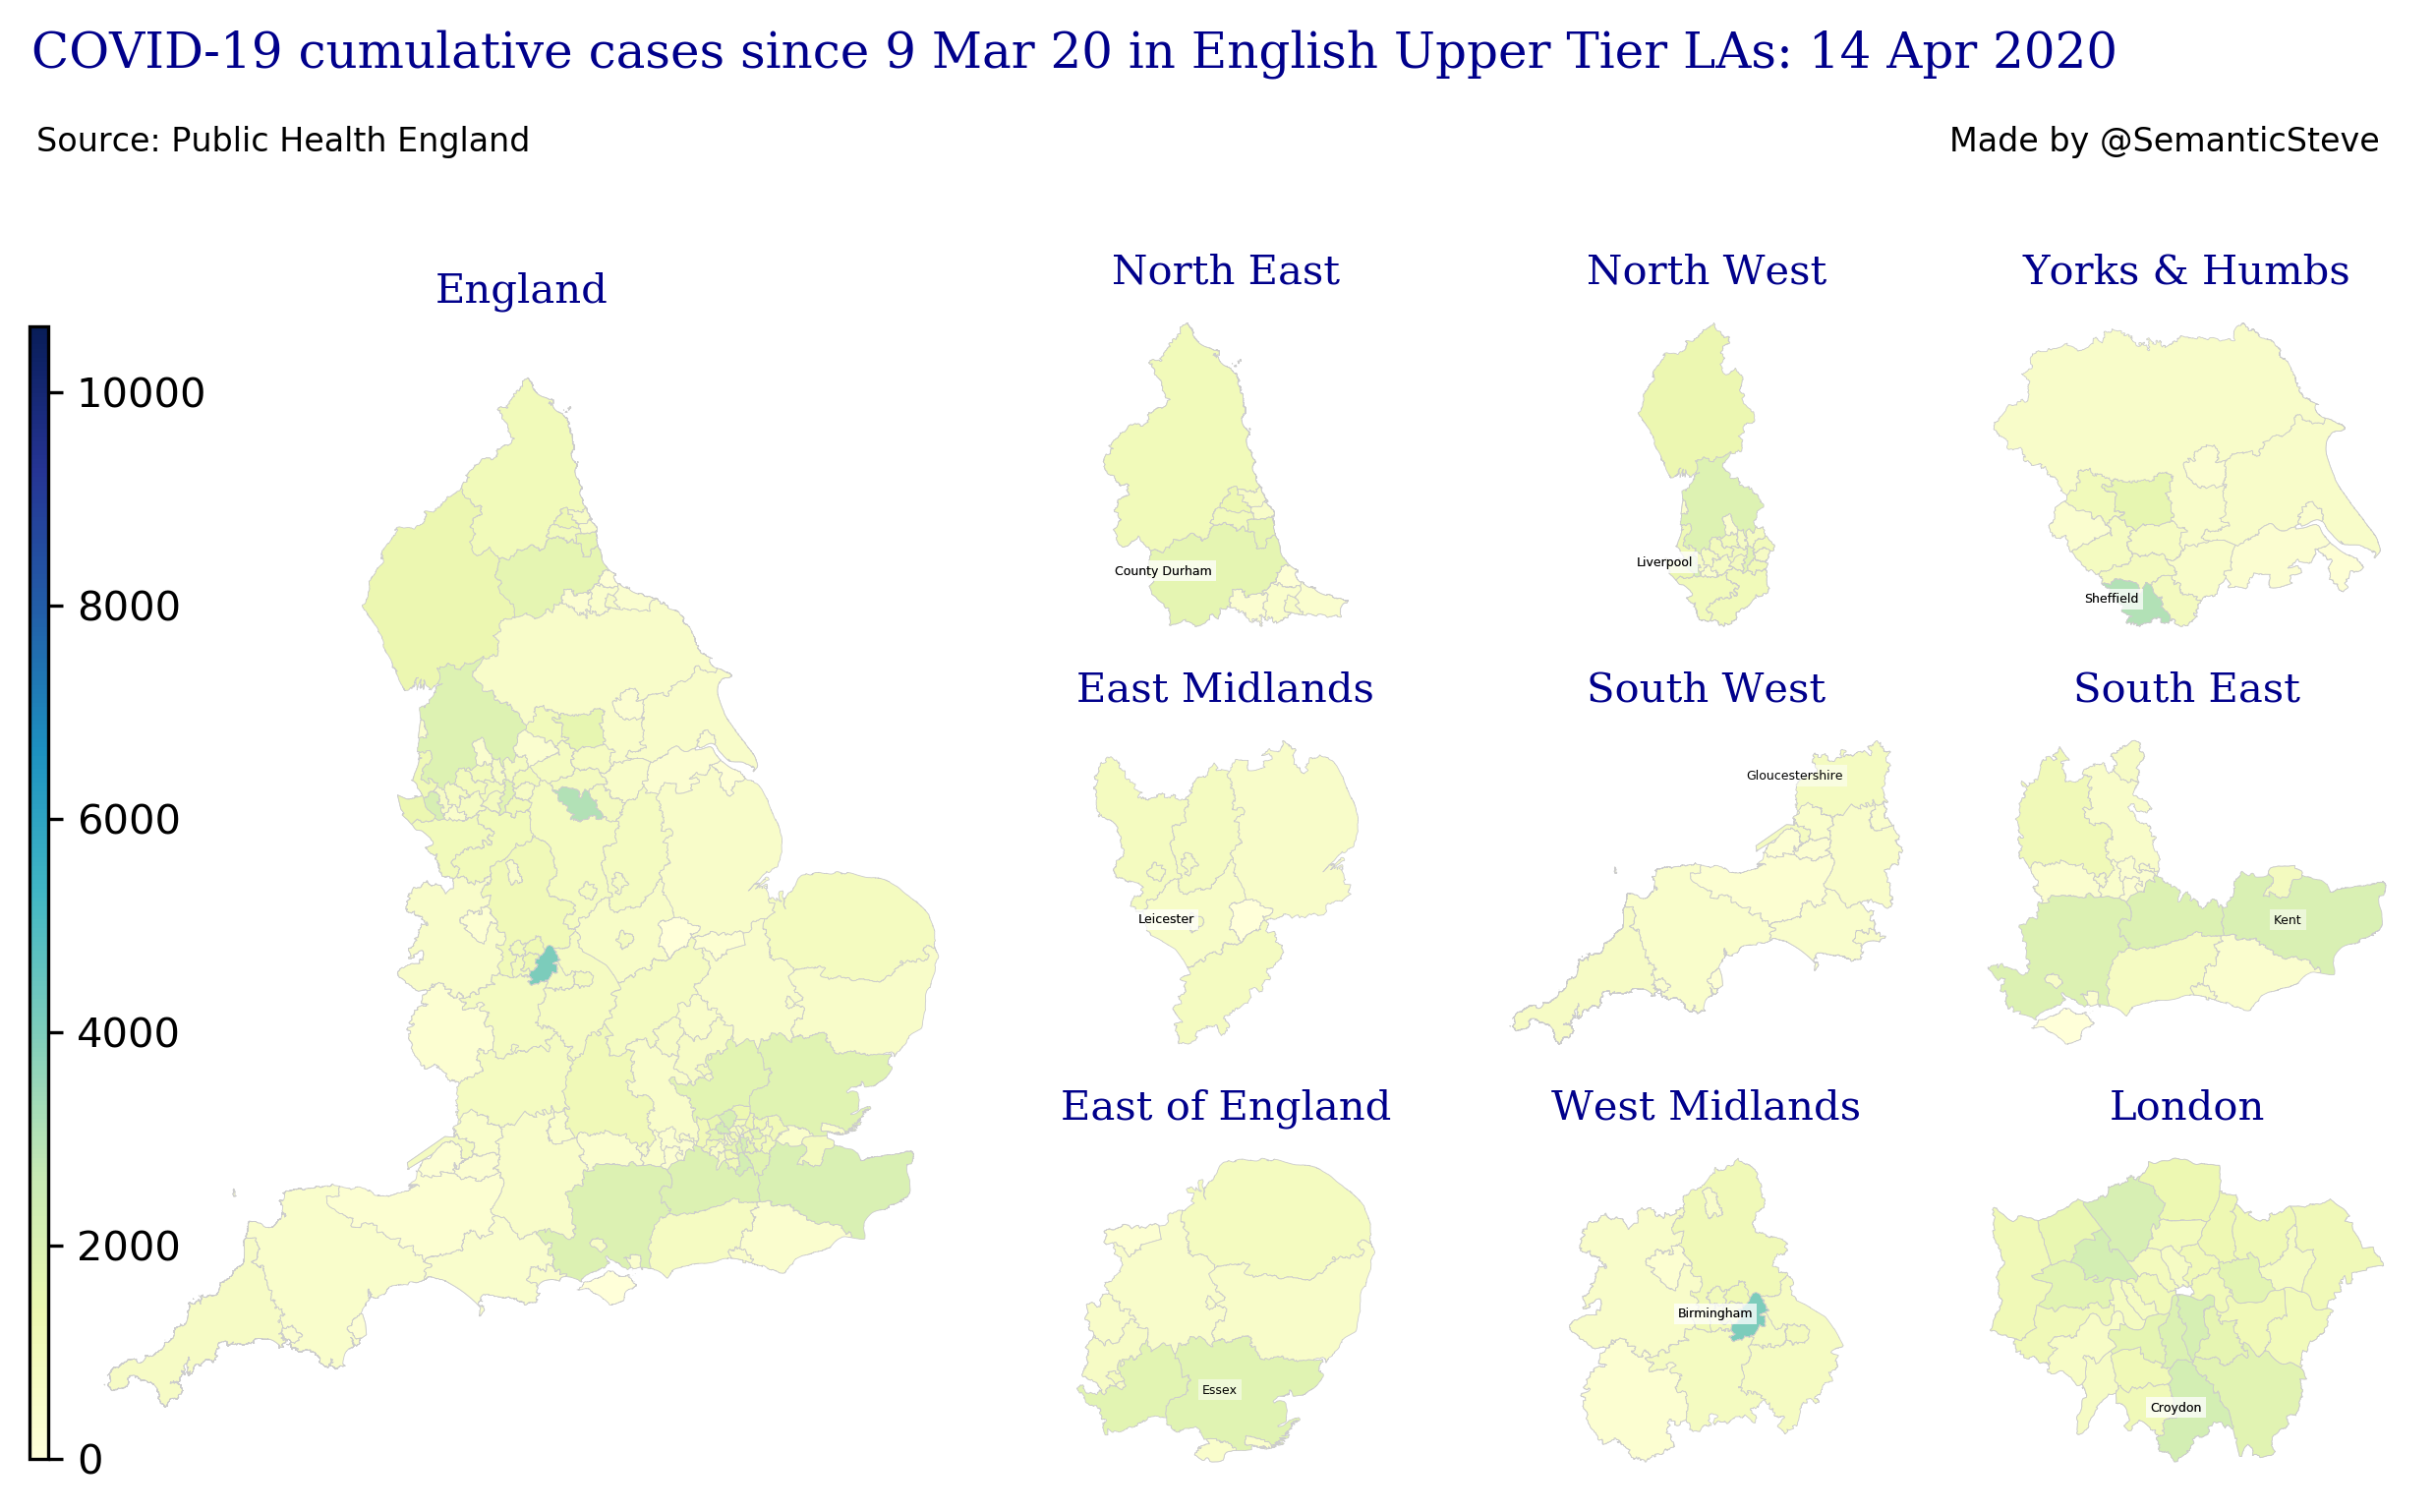 COVID-19 cumulative cases since 9 Mar 20 in English Upper Tier LAs: 14 Apr 2020
Source: Public Health England
Made by @SemanticSteve
England
10000
8000
6000
4000
2000
0
North East
County Durham
North West
Liverpool
Yorks & Humbs
Sheffield
East Midlands
Leicester
South West
Gloucestershire
South East
Kent
East of England
Essex
West Midlands
Birmingham
London
Croydon